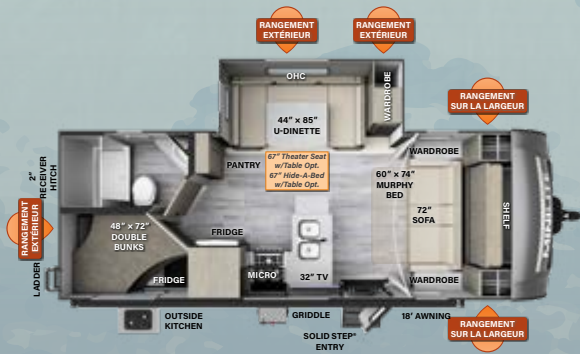 RANGEMENT
EXTÉRIEUR
RANGEMENT
EXTÉRIEUR
OHC
WARDROBE
RANGEMENT
SUR LA LARGEUR
44" × 85"
U-DINETTE
WARDROBE
PANTRY
67" Theater Seat
w/Table Opt.
67" Hide-A-Bed
w/Table Opt.
60" × 74"
MURPHY
BED
2"
RECEIVER
HITCH
72"
SOFA
SHELF
RANGEMENT
EXTÉRIEUR
48" × 72"
DOUBLE
BUNKS
FRIDGE
LADDER
FRIDGE
MICRO
32" TV
WARDROBE
OUTSIDE
KITCHEN
GRIDDLE
18' AWNING
SOLID STEP®
ENTRY
RANGEMENT
SUR LA LARGEUR